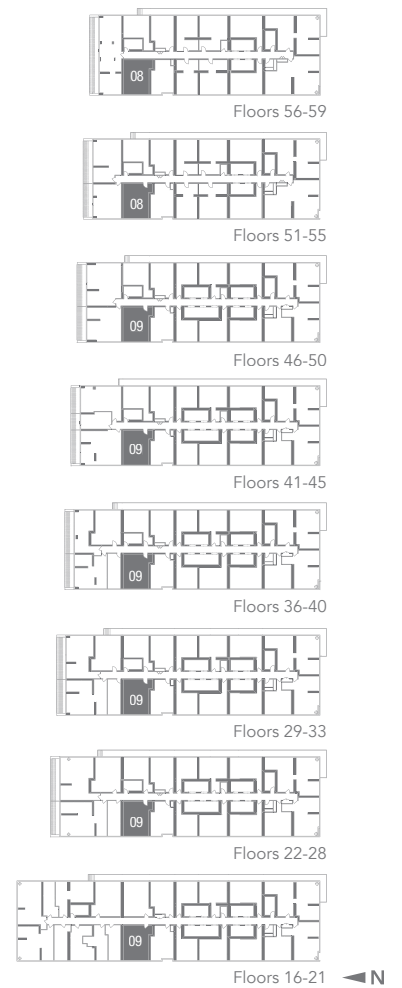 08
Floors 56-59
08
Floors 51-55
09
Floors 46-50
09
Floors 41-45
09
Floors 36-40
09
Floors 29-33
09
Floors 22-28
09
Floors 16-21
N